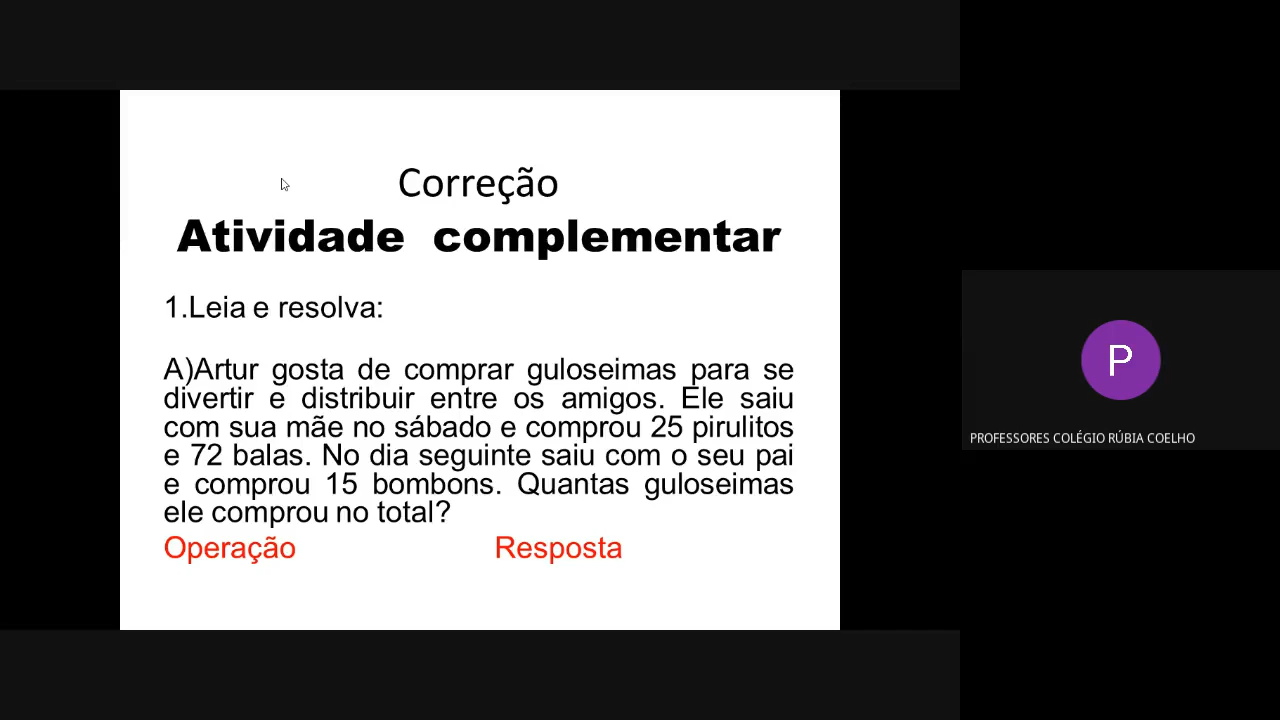 Correção
Atividade complementar
1.Leia e resolva:
A)Artur gosta de comprar guloseimas para se
divertir e distribuir entre os amigos. Ele saiu
com sua mãe no sábado e comprou 25 pirulitos
e 72 balas. No dia seguinte saiu com o seu pai
e comprou 15 bombons. Quantas guloseimas
ele comprou no total?
Operação Resposta
P
PROFESSORES COLÉGIO RÚBIA COELHO